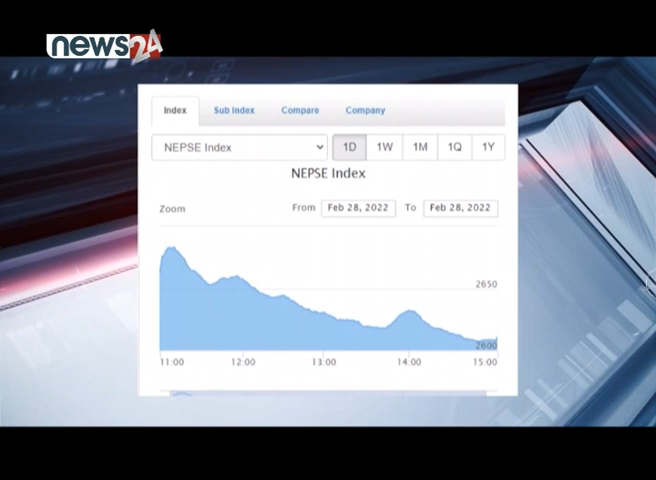 news24
Index Sub Index Compare Company
NEPSE Index 1D 1W 1M 1Q 1Y
NEPSE Index
Zoom From Feb 28, 2022 To Feb 28, 2022
2650
2600
11:00 12:00 13:00 14:00 15:00